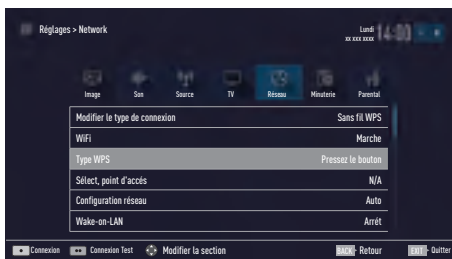 Réglages > Network
Lundi
xx xxx xxxx
14:00
Image Son Source TV Réseau Minuterie Parental
Modifier le type de connexion Sans fil WPS
WiFi Marche
Type WPS Pressez le bouton
Sélect, point d'accés N/A
Configuration réseau Auto
Wake-on-LAN Arrét
Connexion Connexion Test Modifier la section BACK - Retour EXIT - Quitter